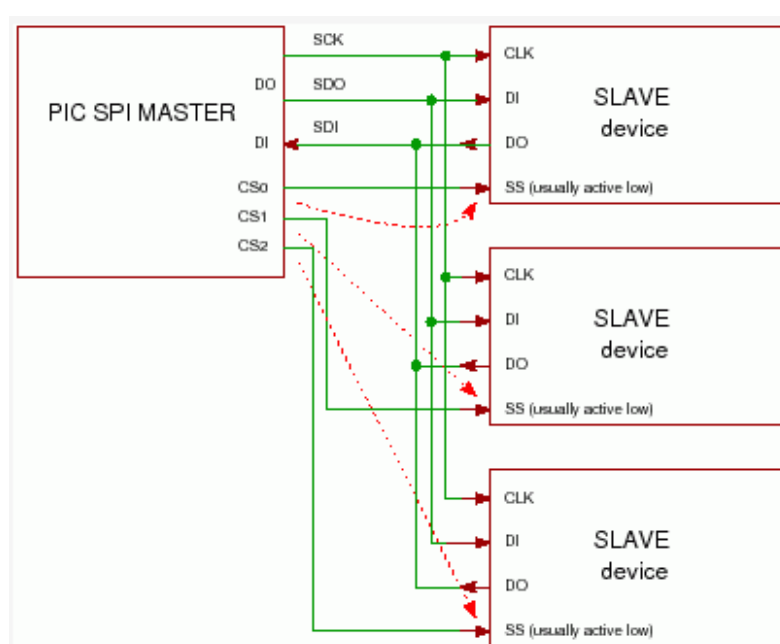 SCK
CLK
DO
SDO
DI
SLAVE
device
PIC SPI MASTER
SDI
DI
DO
CS0
SS (usually active low)
CS1
CS2
CLK
DI
SLAVE
device
DO
SS (usually active low)
CLK
DI
SLAVE
device
DO
SS (usually active low)